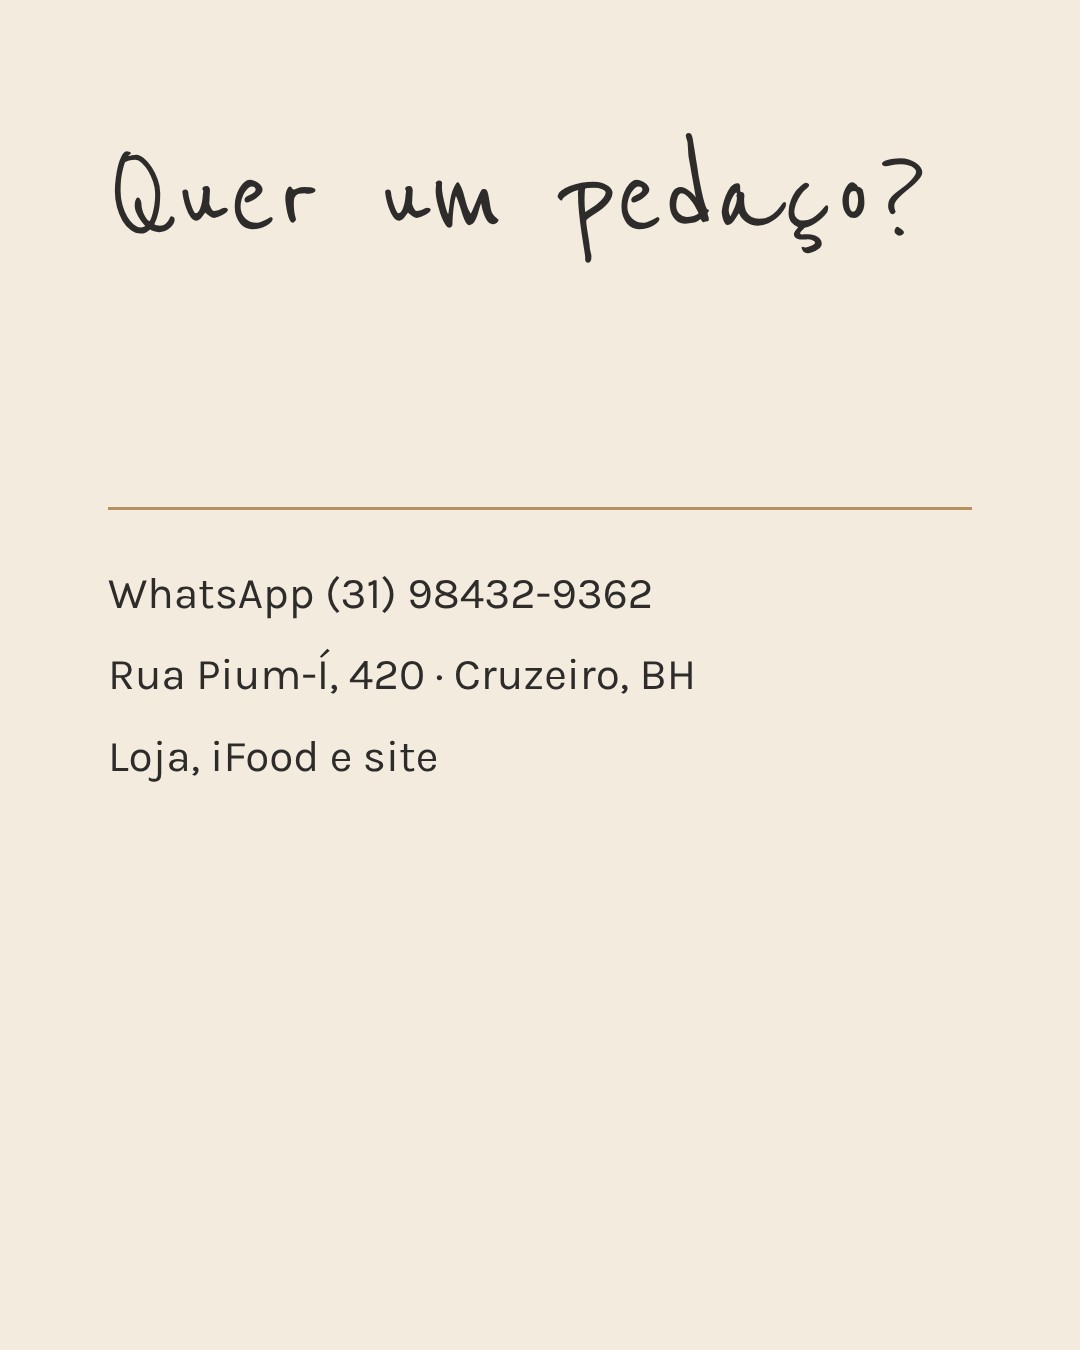 Quer um pedaço?
WhatsApp (31) 98432-9362
Rua Pium-Í, 420 · Cruzeiro, BH
Loja, iFood e site